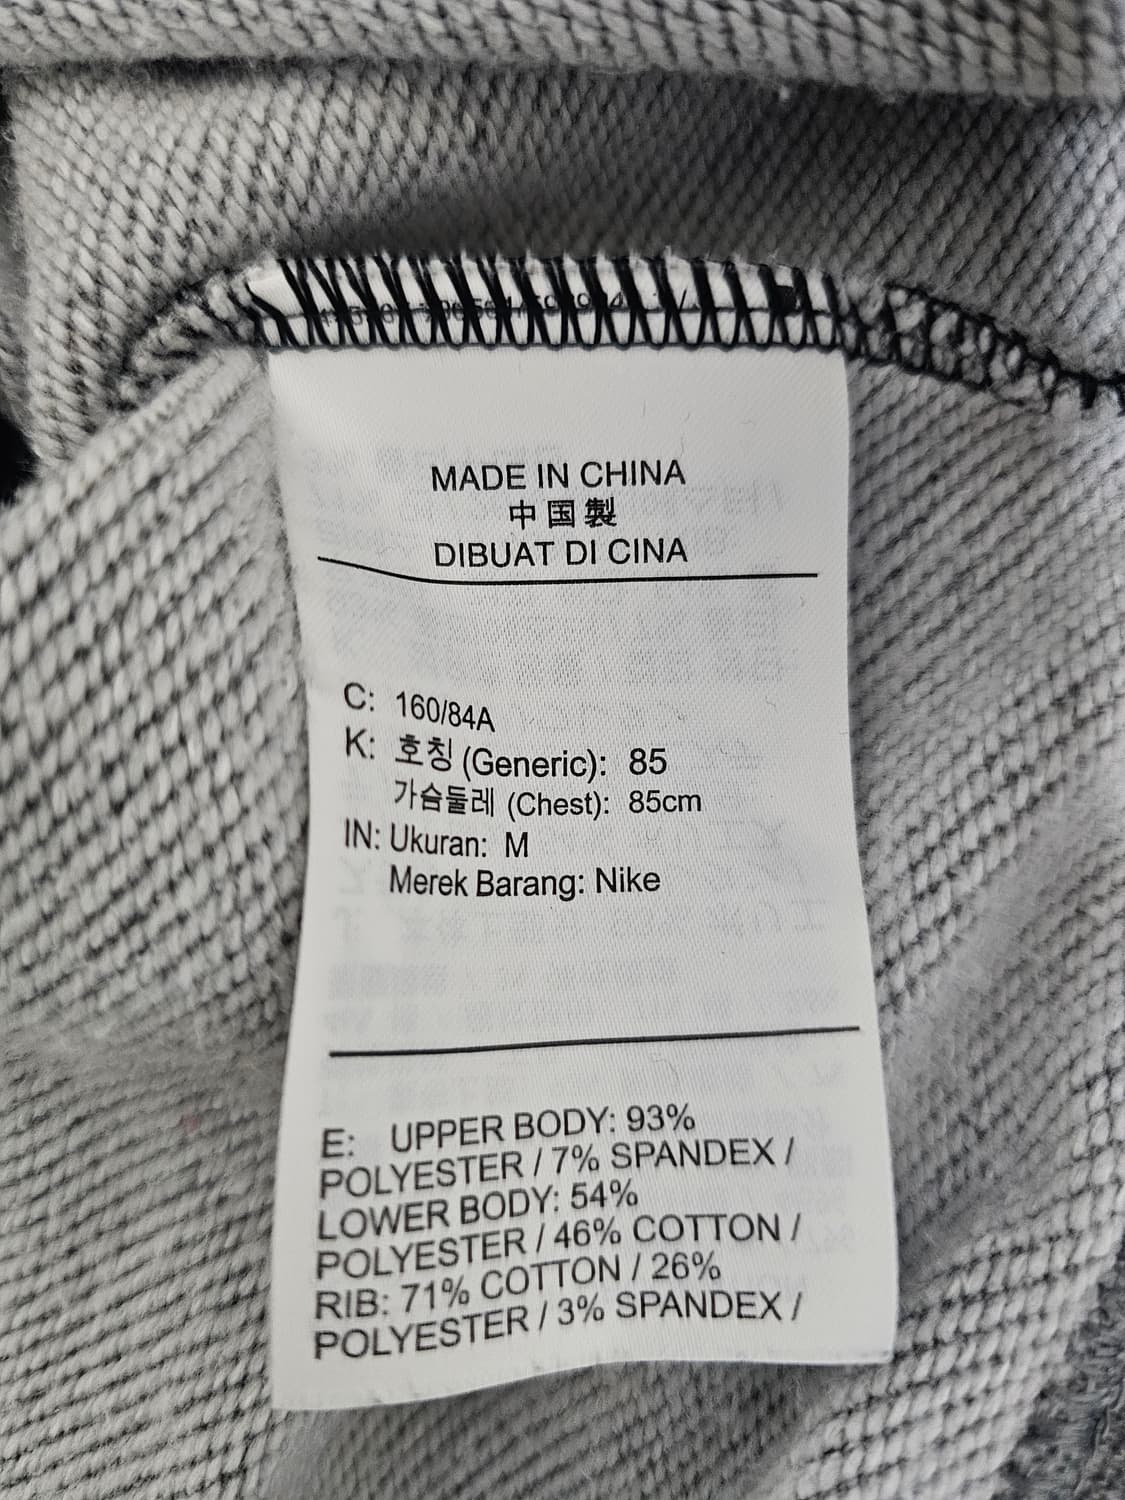 MADE IN CHINA
中国製
DIBUAT DI CINA
C: 160/84A
K: 호칭 (Generic): 85
가슴둘레 (Chest): 85cm
IN: Ukuran: M
Merek Barang: Nike
E: UPPER BODY: 93%
POLYESTER / 7% SPANDEX /
LOWER BODY: 54%
POLYESTER / 46% COTTON /
RIB: 71% COTTON / 26%
POLYESTER / 3% SPANDEX /